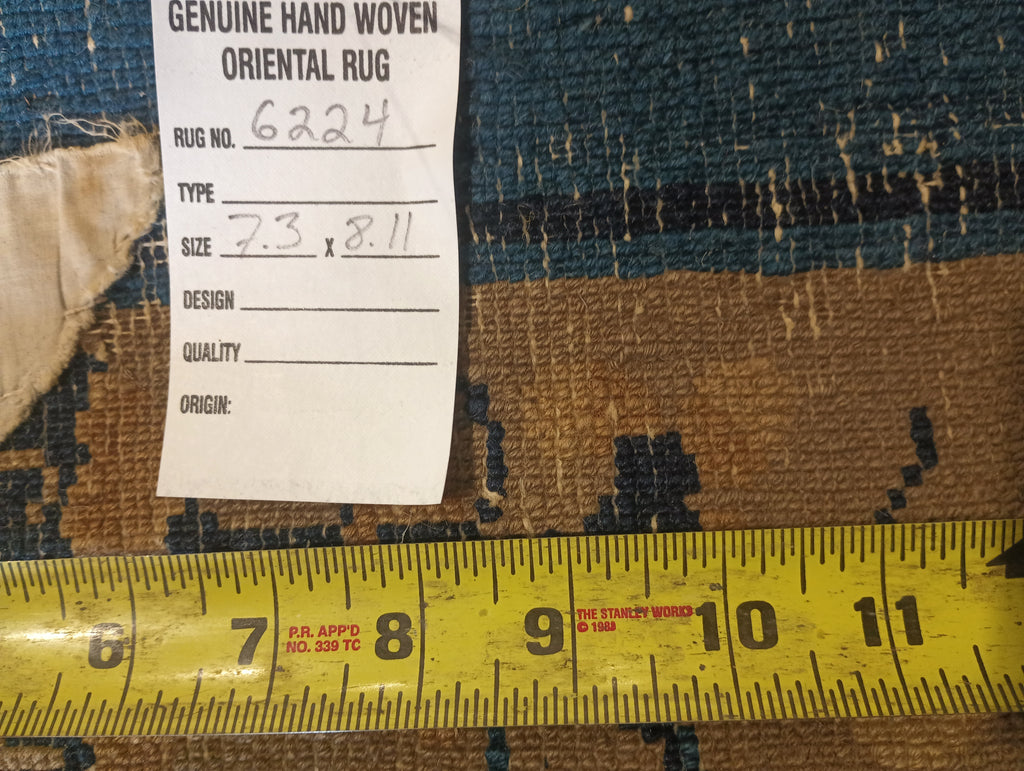 GENUINE HAND WOVEN
ORIENTAL RUG
RUG NO. 6224
TYPE
SIZE 7.3 X 8.11
DESIGN
QUALITY
ORIGIN:
6 7 8 9 10 11
P.R. APP'D
NO. 339 TC
THE STANLEY WORKS
© 1988